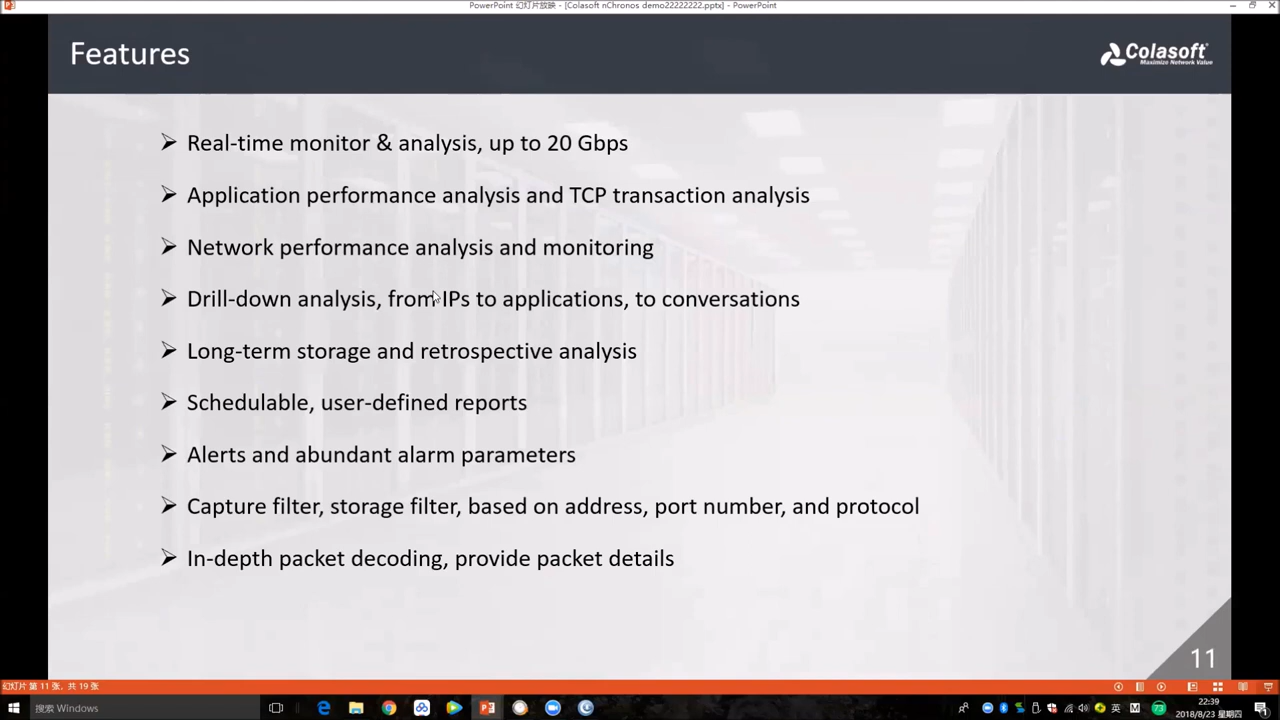 PowerPoint 幻灯片放映 - [Colasoft nChronos demo22222222.pptx] - PowerPoint
Features
Colasoft
Maximize Network Value
Real-time monitor & analysis, up to 20 Gbps
Application performance analysis and TCP transaction analysis
Network performance analysis and monitoring
Drill-down analysis, from IPs to applications, to conversations
Long-term storage and retrospective analysis
Schedulable, user-defined reports
Alerts and abundant alarm parameters
Capture filter, storage filter, based on address, port number, and protocol
In-depth packet decoding, provide packet details
11
幻灯片 第 11 张，共 19 张
搜索 Windows
英
M
73
22:39
2018/8/23 星期四